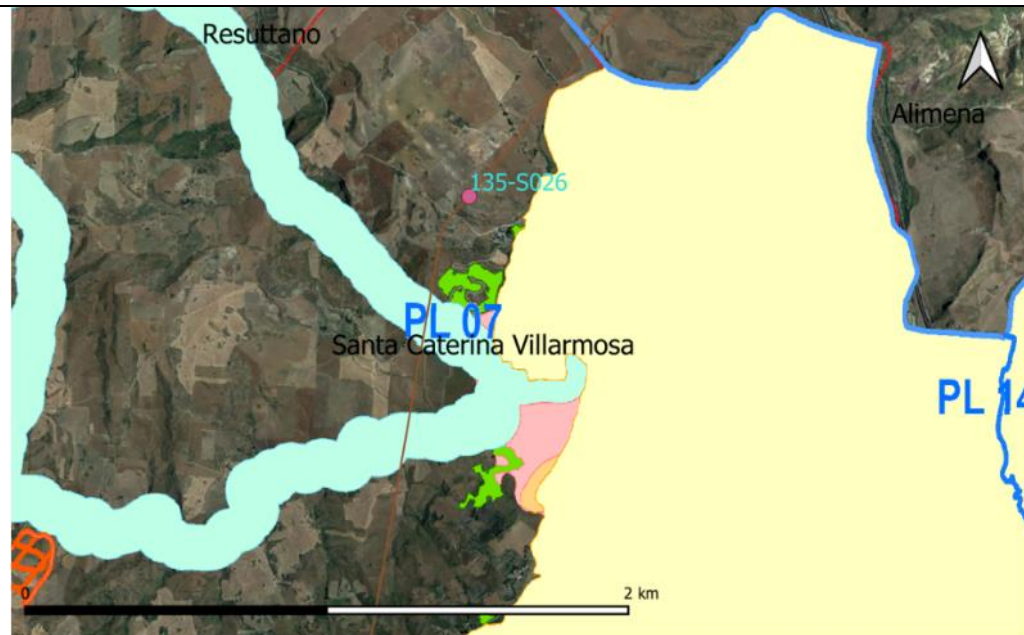 Resuttano
Alimena
135-S026
PL 07
Santa Caterina Villarmosa
PL 14
0
2 km